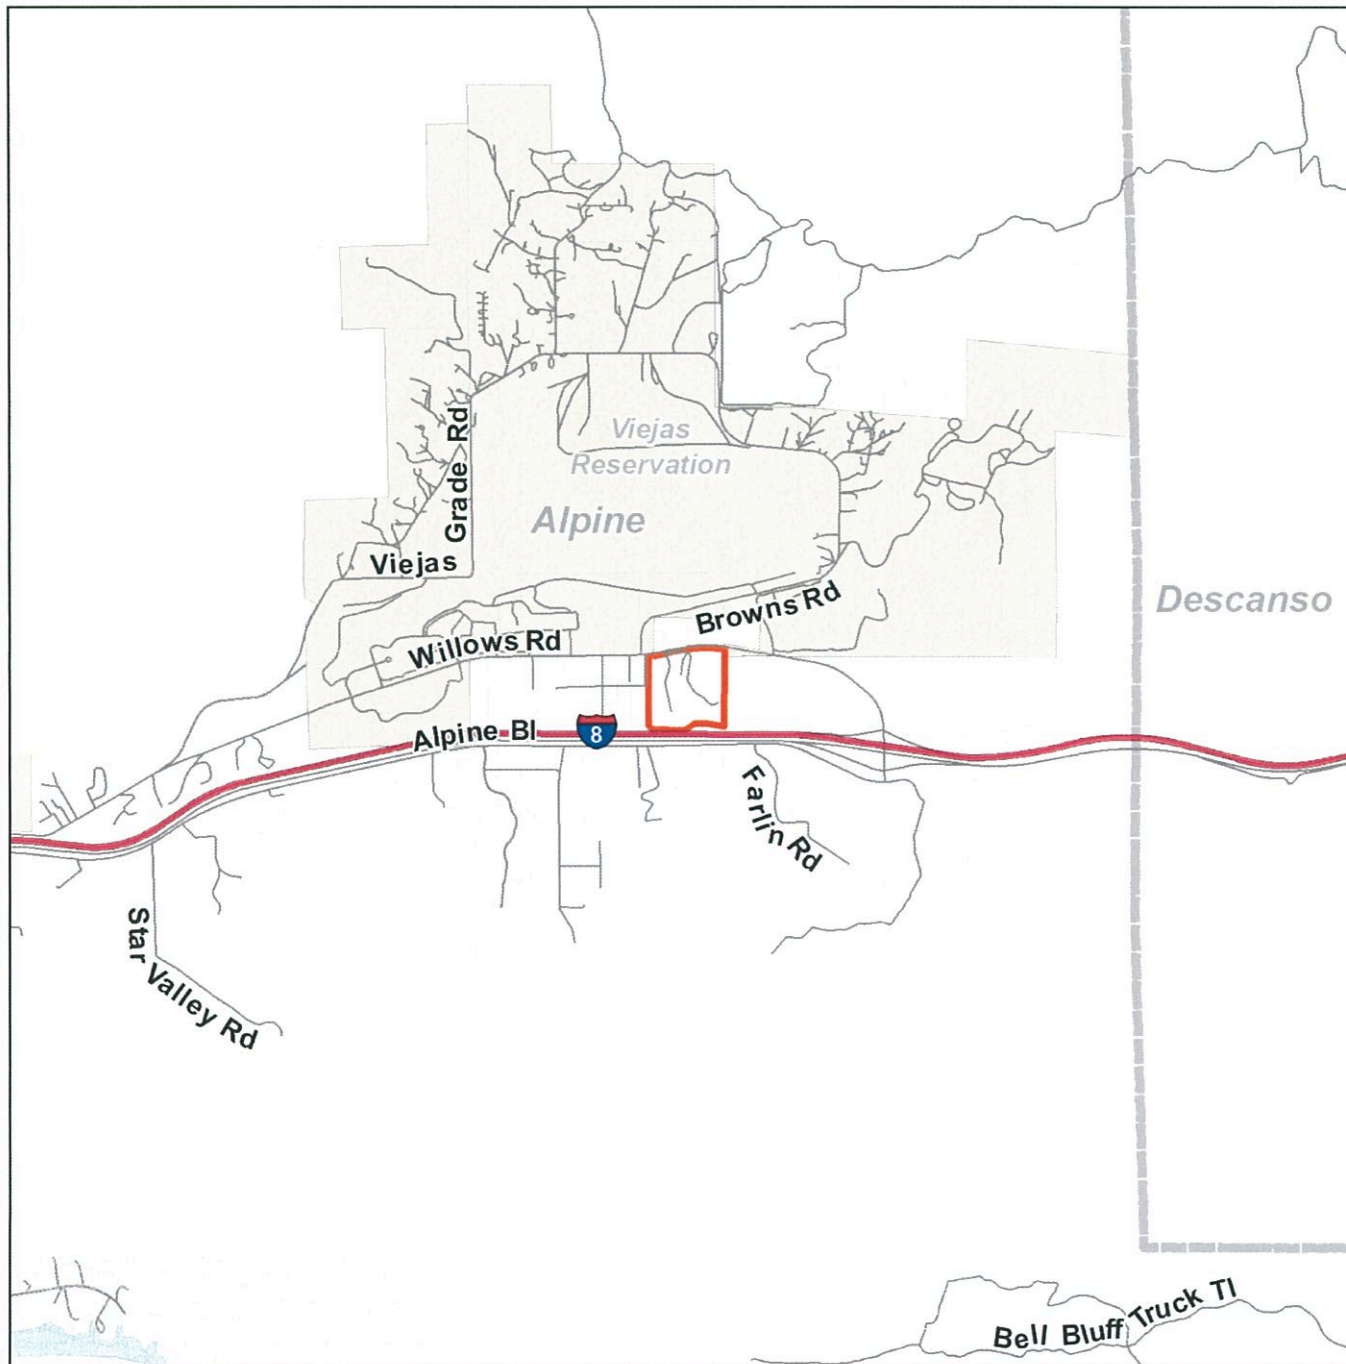 Viejas
Reservation
Grade Rd
Alpine
Viejas
Descanso
Browns Rd
Willows Rd
Alpine Bl
8
Farlin Rd
Star Valley Rd
Bell Bluff Truck Tl